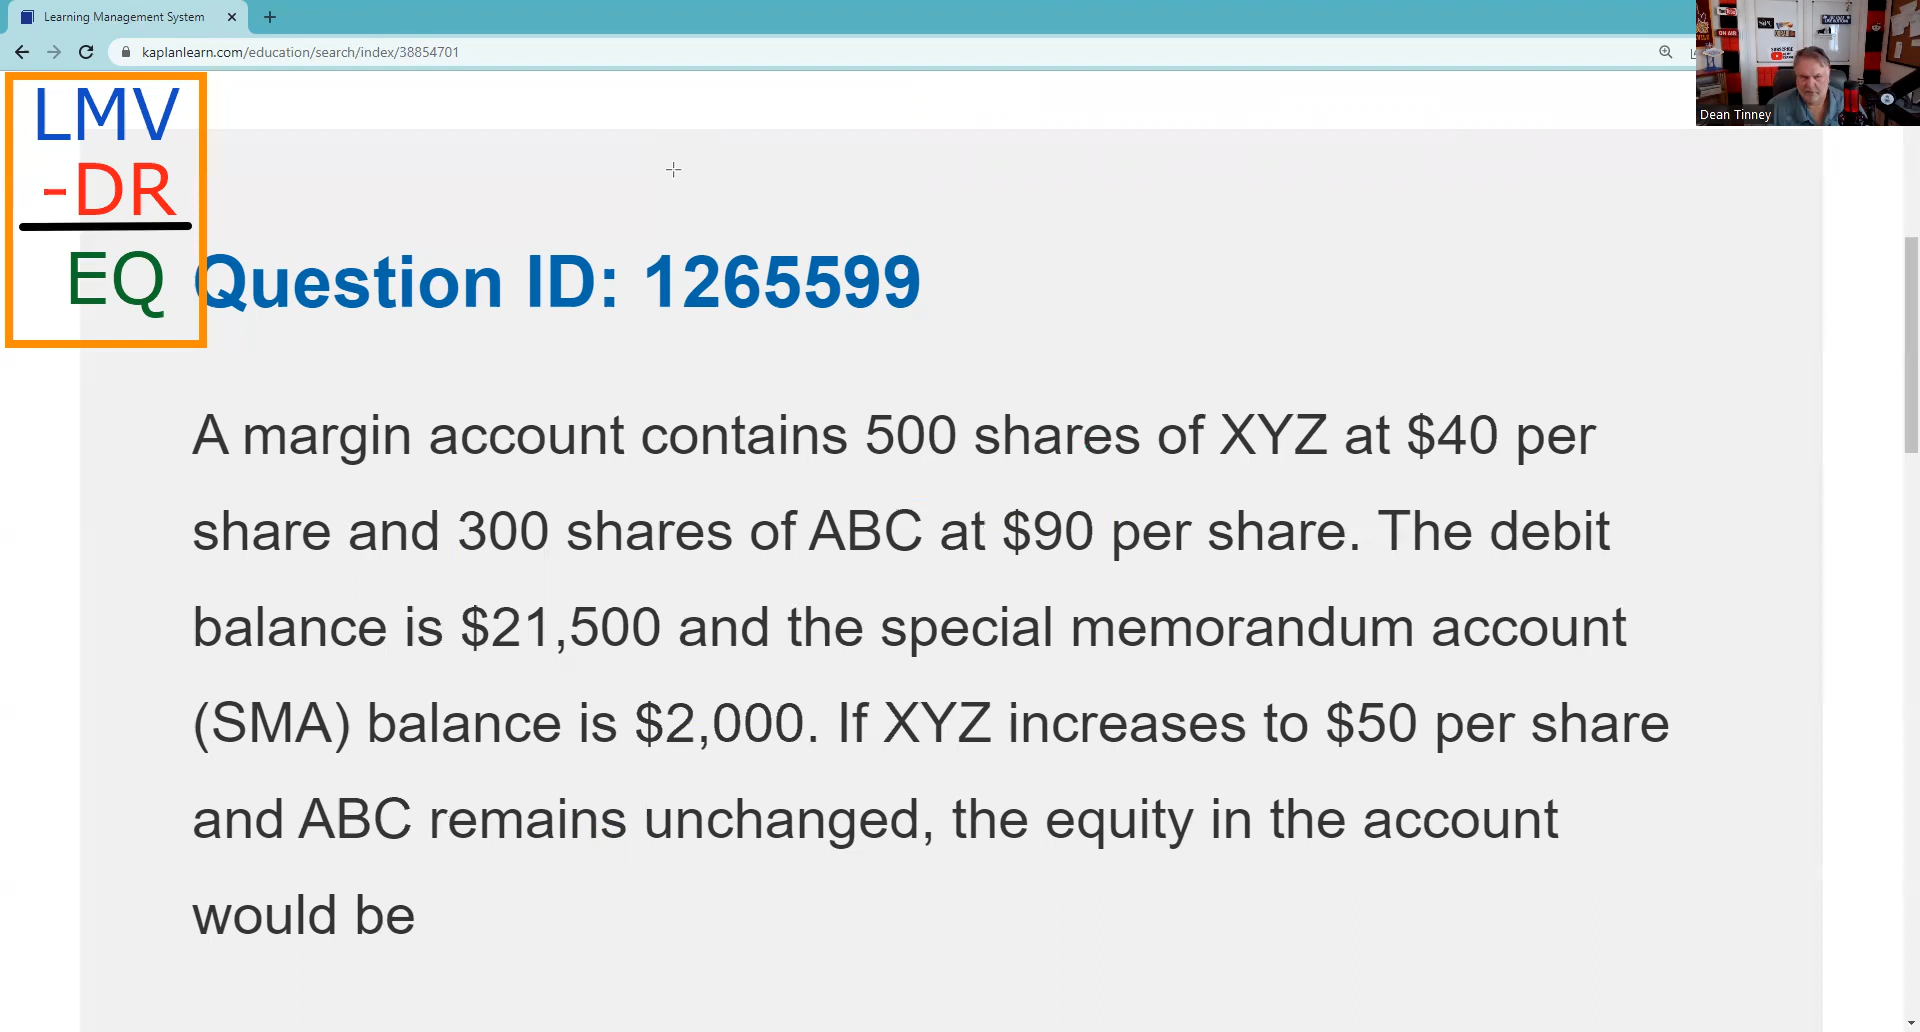 Learning Management System
kaplanlearn.com/education/search/index/38854701
ON AIR
Dean Tinney
LMV
-DR
EQ
Question ID: 1265599
A margin account contains 500 shares of XYZ at $40 per
share and 300 shares of ABC at $90 per share. The debit
balance is $21,500 and the special memorandum account
(SMA) balance is $2,000. If XYZ increases to $50 per share
and ABC remains unchanged, the equity in the account
would be